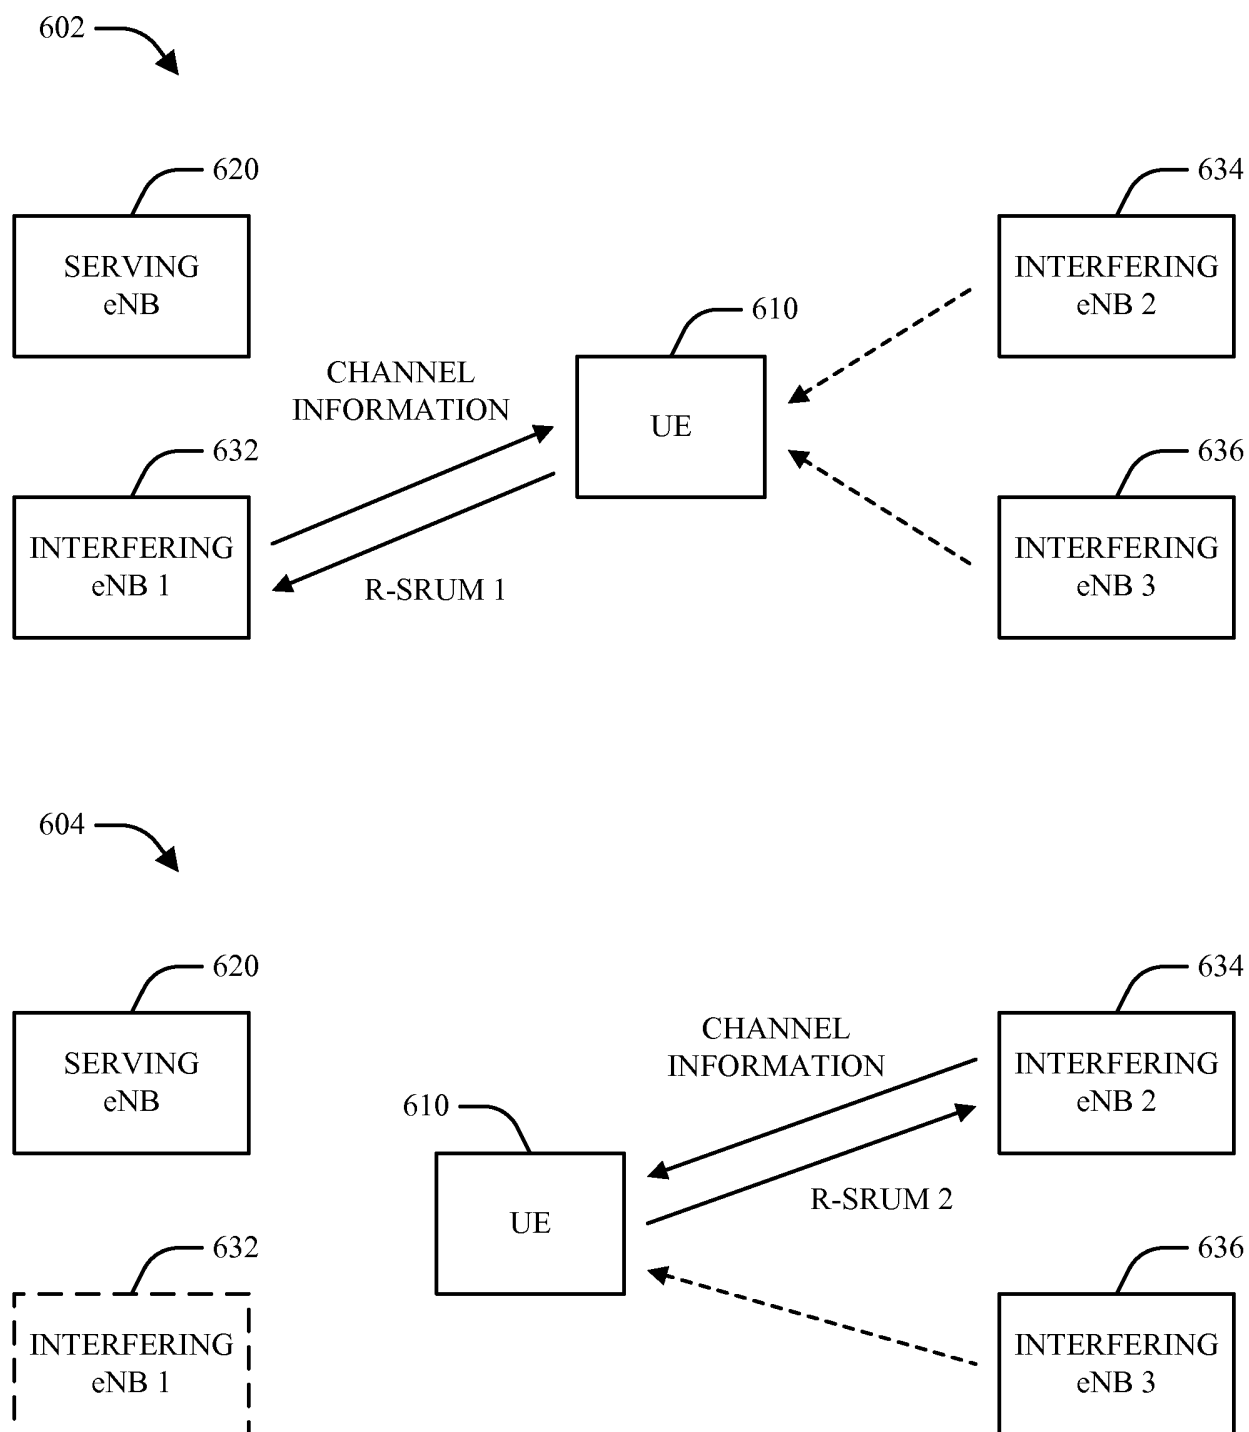 602
620
634
SERVING
eNB
INTERFERING
eNB 2
610
CHANNEL
INFORMATION
UE
632
636
INTERFERING
eNB 1
R-SRUM 1
INTERFERING
eNB 3
604
620
634
SERVING
eNB
CHANNEL
INFORMATION
INTERFERING
eNB 2
610
UE
R-SRUM 2
632
636
INTERFERING
eNB 1
INTERFERING
eNB 3